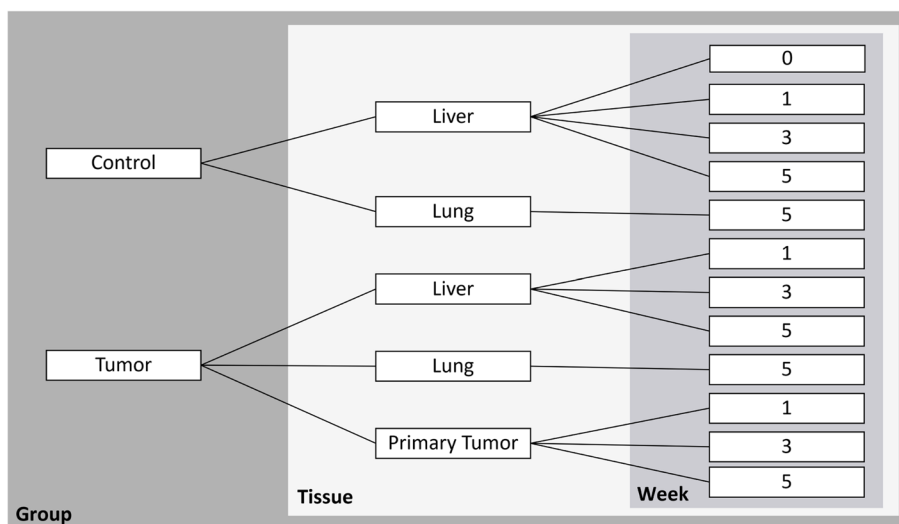 Control
Tumor
Group
Liver
Lung
Liver
Lung
Primary Tumor
Tissue
0
1
3
5
5
1
3
5
5
1
3
5
Week